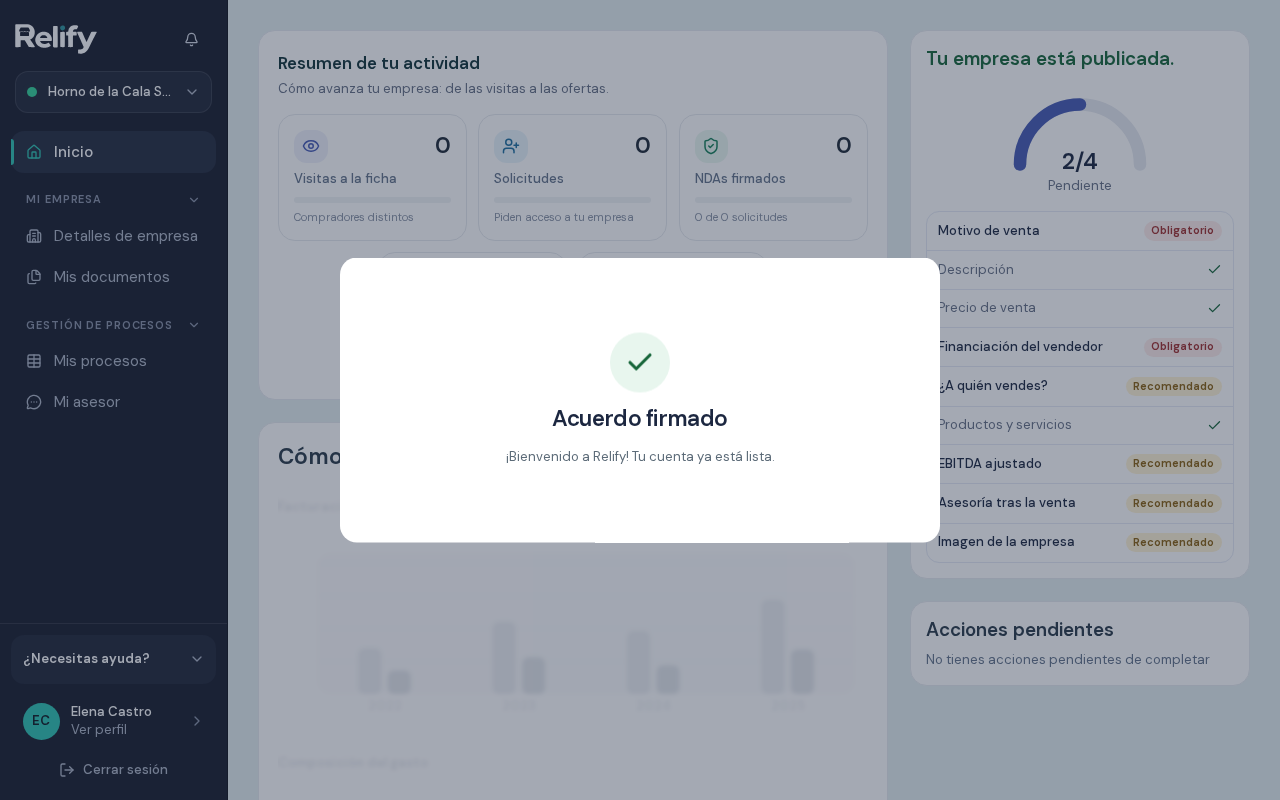 Relify
Horno de la Cala S...
Inicio
MI EMPRESA
Detalles de empresa
Mis documentos
GESTIÓN DE PROCESOS
Mis procesos
Mi asesor
¿Necesitas ayuda?
EC
Elena Castro
Ver perfil
Cerrar sesión
Resumen de tu actividad
Cómo avanza tu empresa: de las visitas a las ofertas.
0
Visitas a la ficha
Compradores distintos
0
Solicitudes
Piden acceso a tu empresa
0
NDAs firmados
0 de 0 solicitudes
Cómo
Acuerdo firmado
¡Bienvenido a Relify! Tu cuenta ya está lista.
Tu empresa está publicada.
2/4
Pendiente
Motivo de venta Obligatorio
Descripción
Precio de venta
Financiación del vendedor Obligatorio
¿A quién vendes? Recomendado
Productos y servicios
EBITDA ajustado Recomendado
Asesoría tras la venta Recomendado
Imagen de la empresa Recomendado
Acciones pendientes
No tienes acciones pendientes de completar